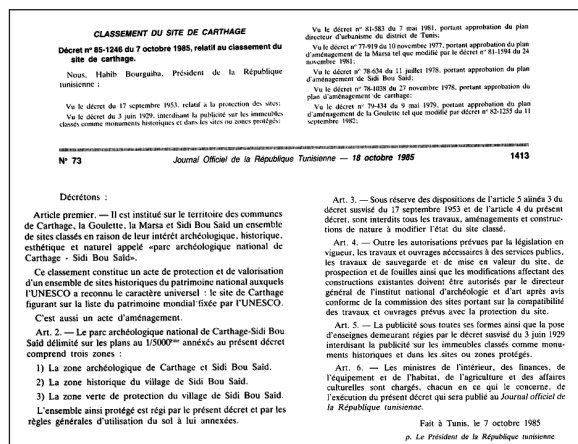 CLASSEMENT DU SITE DE CARTHAGE
Décret n° 85-1246 du 7 octobre 1985, relatif au classement du
site de carthage.
Nous, Habib Bourguiba, Président de la République
tunisienne ;
Vu le décret du 17 septembre 1953, relatif à la protection des sites;
Vu le décret du 3 juin 1929, interdisant la publicité sur les immeubles
classés comme monuments historiques et dans les sites ou zones protégés:
Vu le décret n° 81-583 du 7 mai 1981, portant approbation du plan
directeur d'urbanisme du district de Tunis;
Vu le décret n° 77-919 du 10 novembre 1977, portant approbation du plan
d'aménagement de la Marsa tel que modifié par le décret n° 81-1594 du 24
novembre 1981;
Vu le décret n° 78-634 du 11 juillet 1978, portant approbation du plan
d'aménagement de Sidi Bou Said;
Vu le décret n° 78-1038 du 27 novembre 1978, portant approbation du
plan d'aménagement de carthage;
Vu le décret n° 79-434 du 9 mai 1979, portant approbation du plan
d'aménagement de la Goulette tel que modifié par décret n° 82-1235 du 11
septembre 1982;
N° 73 Journal Officiel de la République Tunisienne — 18 octobre 1985 1413
Décrétons :
Article premier. — Il est institué sur le territoire des communes
de Carthage, la Goulette, la Marsa et Sidi Bou Said un ensemble
de sites classés en raison de leur intérêt archéologique, historique,
esthétique et naturel appelé «parc archéologique national de
Carthage - Sidi Bou Said».
Ce classement constitue un acte de protection et de valorisation
d'un ensemble de sites historiques du patrimoine national auxquels
l'UNESCO a reconnu le caractère universel : le site de Carthage
figurant sur la liste du patrimoine mondial fixée par l'UNESCO.
C'est aussi un acte d'aménagement.
Art. 2. — Le parc archéologique national de Carthage-Sidi Bou
Said délimité sur les plans au 1/5000ème annéxés au présent décret
comprend trois zones :
1) La zone archéologique de Carthage et Sidi Bou Said.
2) La zone historique du village de Sidi Bou Said.
3) La zone verte de protection du village de Sidi Bou Said.
L'ensemble ainsi protégé est régi par le présent décret et par les
règles générales d'utilisation du sol à lui annexées.
Art. 3. — Sous réserve des dispositions de l'article 5 alinéa 3 du
décret susvisé du 17 septembre 1953 et de l'article 4 du présent
décret, sont interdits tous les travaux, aménagements et construc-
tions de nature à modifier l'état du site classé.
Art. 4. — Outre les autorisations prévues par la législation en
vigueur, les travaux et ouvrages nécessaires à des services publics,
les travaux de sauvegarde et de mise en valeur du site, de
prospection et de fouilles ainsi que les modifications affectant des
constructions existantes doivent être autorisés par le directeur
général de l'institut national d'archéologie et d'art après avis
conforme de la commission des sites portant sur la compatibilité
des travaux et ouvrages prévus avec la protection du site.
Art. 5. — La publicité sous toutes ses formes ainsi que la pose
d'enseignes demeurant régies par le décret susvisé du 3 juin 1929
interdisant la publicité sur les immeubles classés comme monu-
ments historiques et dans les sites ou zones protégés.
Art. 6. — Les ministres de l'intérieur, des finances, de
l'équipement et de l'habitat, de l'agriculture et des affaires
culturelles sont chargés, chacun en ce qui le concerne, de
l'exécution du présent décret qui sera publié au Journal officiel de
la République tunisienne.
Fait à Tunis, le 7 octobre 1985
p. Le Président de la République tunisienne